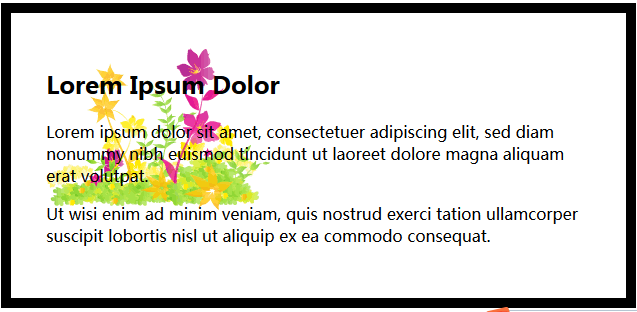 Lorem Ipsum Dolor
Lorem ipsum dolor sit amet, consectetuer adipiscing elit, sed diam
nonummy nibh euismod tincidunt ut laoreet dolore magna aliquam
erat volutpat.
Ut wisi enim ad minim veniam, quis nostrud exerci tation ullamcorper
suscipit lobortis nisl ut aliquip ex ea commodo consequat.